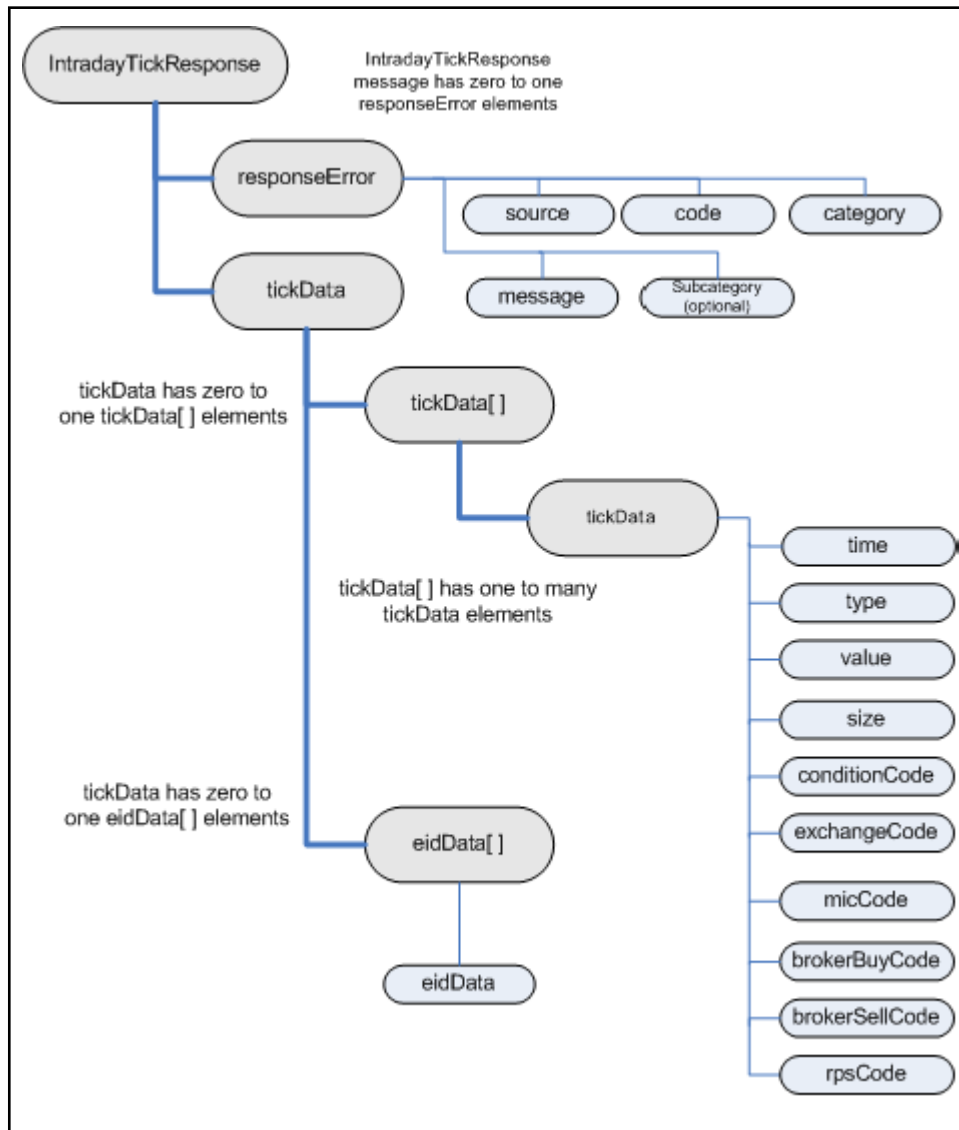 IntradayTickResponse
IntradayTickResponse
message has zero to one
responseError elements
responseError
source
code
category
message
Subcategory
(optional)
tickData
tickData has zero to
one tickData[ ] elements
tickData[ ]
tickData
time
type
value
size
conditionCode
exchangeCode
micCode
brokerBuyCode
brokerSellCode
rpsCode
tickData[ ] has one to many
tickData elements
tickData has zero to
one eidData[ ] elements
eidData[ ]
eidData